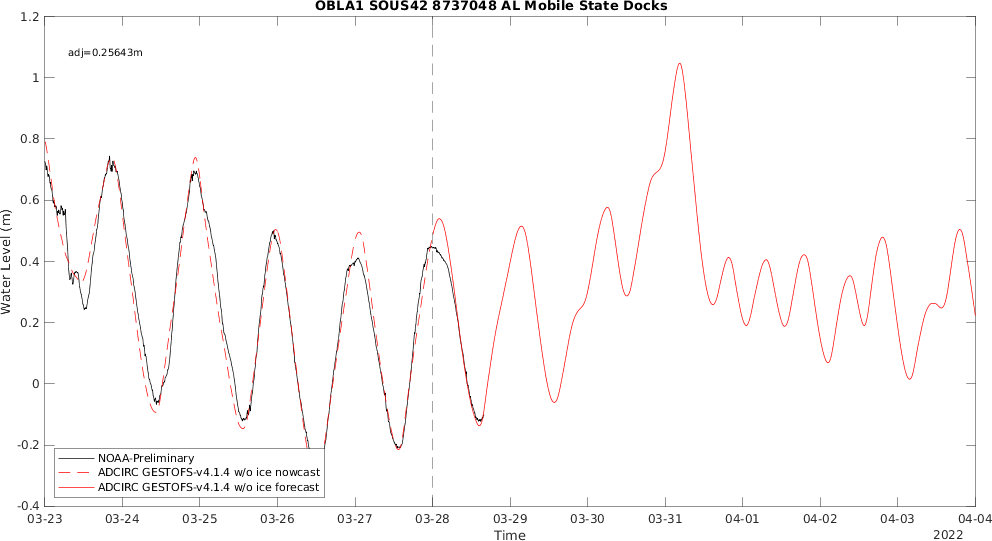 OBLA1 SOUS42 8737048 AL Mobile State Docks
adj=0.25643m
1.2
1
0.8
0.6
0.4
0.2
0
-0.2
-0.4
Water Level (m)
NOAA-Preliminary
ADCIRC GESTOFS-v4.1.4 w/o ice nowcast
ADCIRC GESTOFS-v4.1.4 w/o ice forecast
03-23 03-24 03-25 03-26 03-27 03-28 03-29 03-30 03-31 04-01 04-02 04-03 04-04
Time
2022